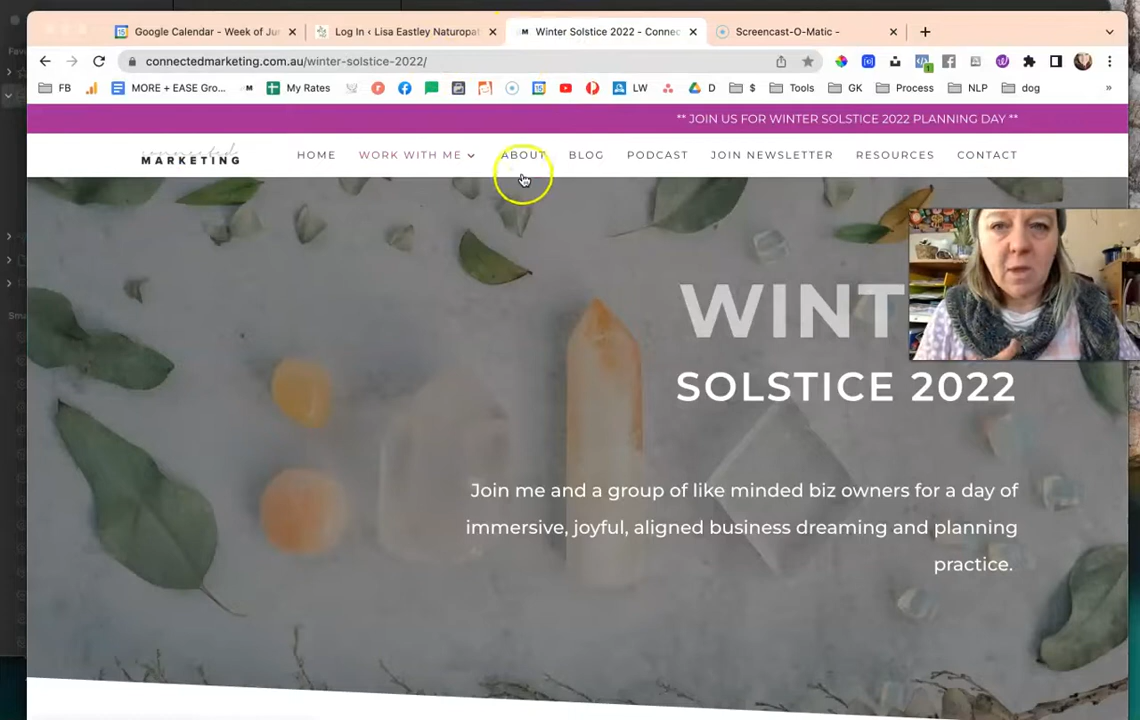 Google Calendar - Week of Ju
Log In ‹ Lisa Eastley Naturopat
Winter Solstice 2022 - Connec
Screencast-O-Matic -
connectedmarketing.com.au/winter-solstice-2022/
FB
MORE + EASE Gro...
My Rates
LW
D
$
Tools
GK
Process
NLP
dog
»
** JOIN US FOR WINTER SOLSTICE 2022 PLANNING DAY **
connected
MARKETING
HOME
WORK WITH ME
ABOUT
BLOG
PODCAST
JOIN NEWSLETTER
RESOURCES
CONTACT
WINT
SOLSTICE 2022
Join me and a group of like minded biz owners for a day of
immersive, joyful, aligned business dreaming and planning
practice.
Favo
Sma